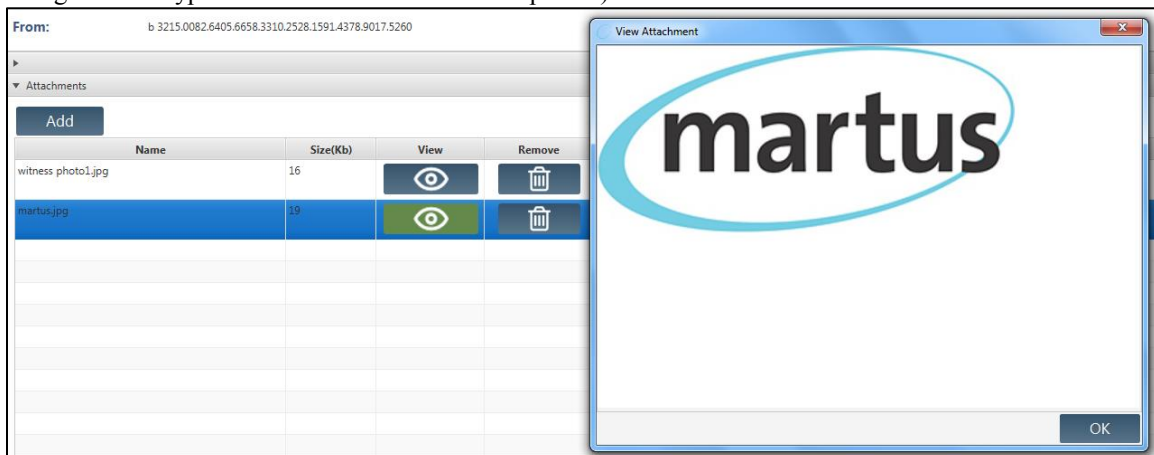 From: b 3215.0082.6405.6658.3310.2528.1591.4378.9017.5260
Attachments
Add
Name Size(Kb) View Remove
witness photo1.jpg 16
martus.jpg 19
View Attachment
martus
OK